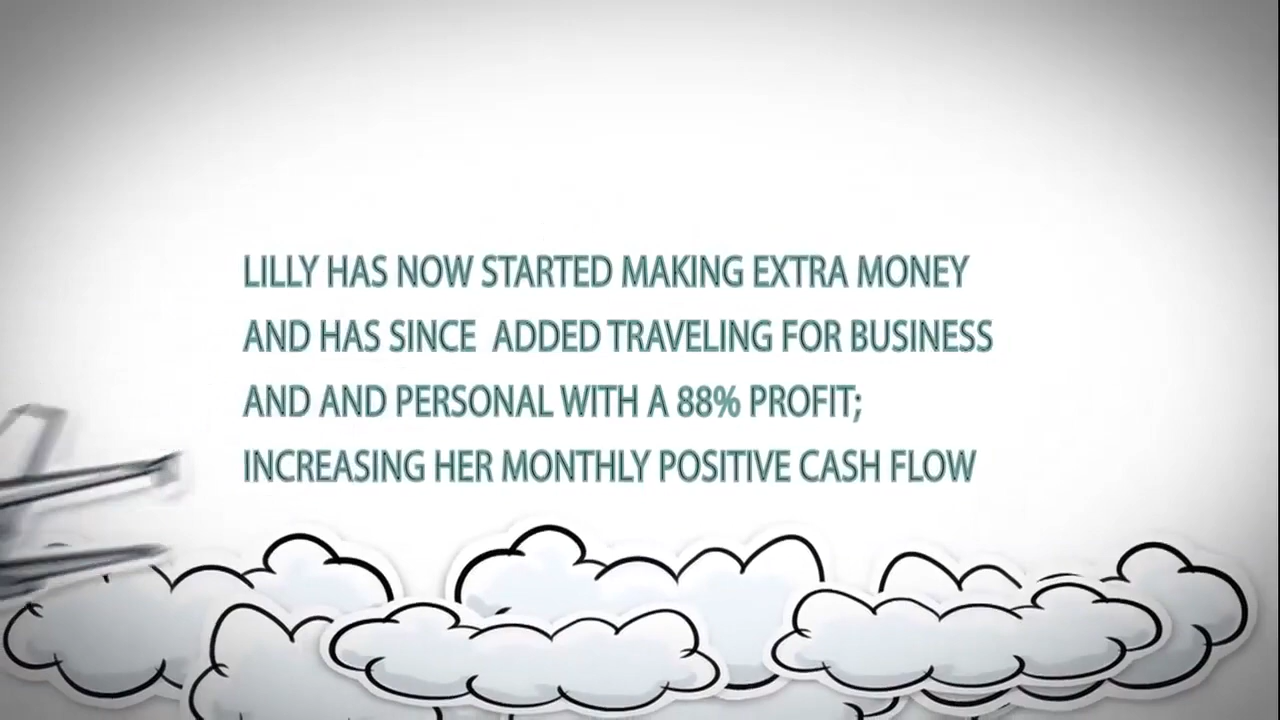 LILLY HAS NOW STARTED MAKING EXTRA MONEY
AND HAS SINCE ADDED TRAVELING FOR BUSINESS
AND AND PERSONAL WITH A 88% PROFIT;
INCREASING HER MONTHLY POSITIVE CASH FLOW